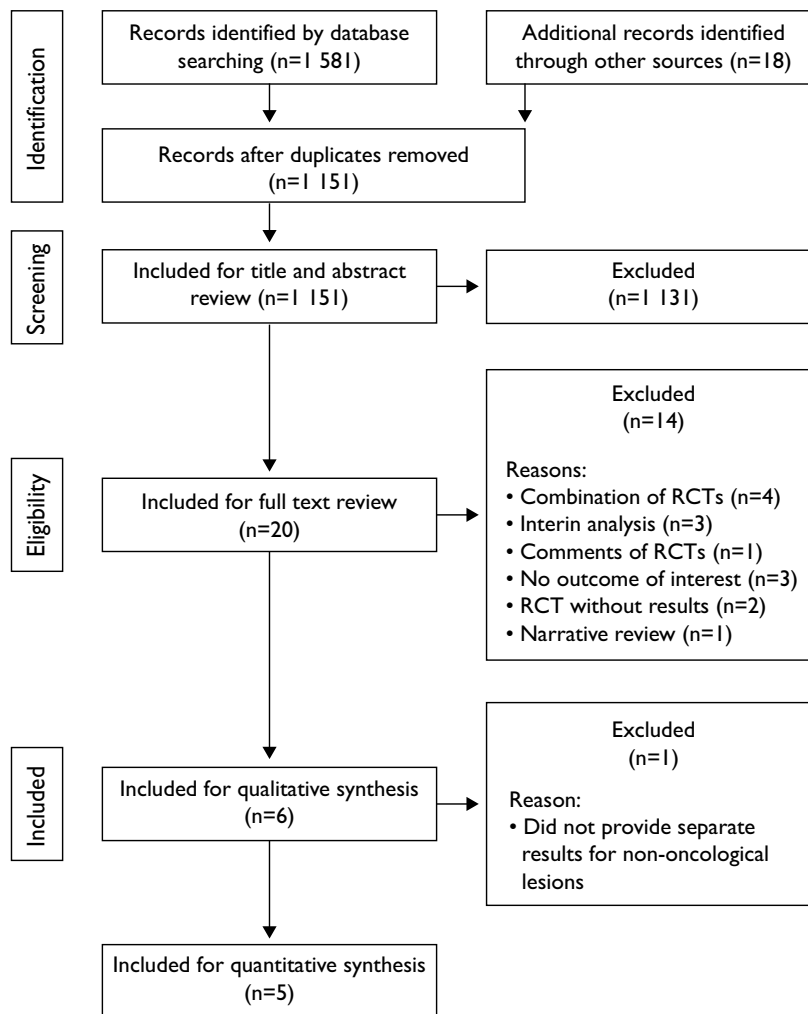 Identification
Records identified by database
searching (n=1 581)
Additional records identified
through other sources (n=18)
Records after duplicates removed
(n=1 151)
Screening
Included for title and abstract
review (n=1 151)
Excluded
(n=1 131)
Eligibility
Included for full text review
(n=20)
Excluded
(n=14)
Reasons:
• Combination of RCTs (n=4)
• Interin analysis (n=3)
• Comments of RCTs (n=1)
• No outcome of interest (n=3)
• RCT without results (n=2)
• Narrative review (n=1)
Included
Included for qualitative synthesis
(n=6)
Excluded
(n=1)
Reason:
• Did not provide separate
results for non-oncological
lesions
Included for quantitative synthesis
(n=5)